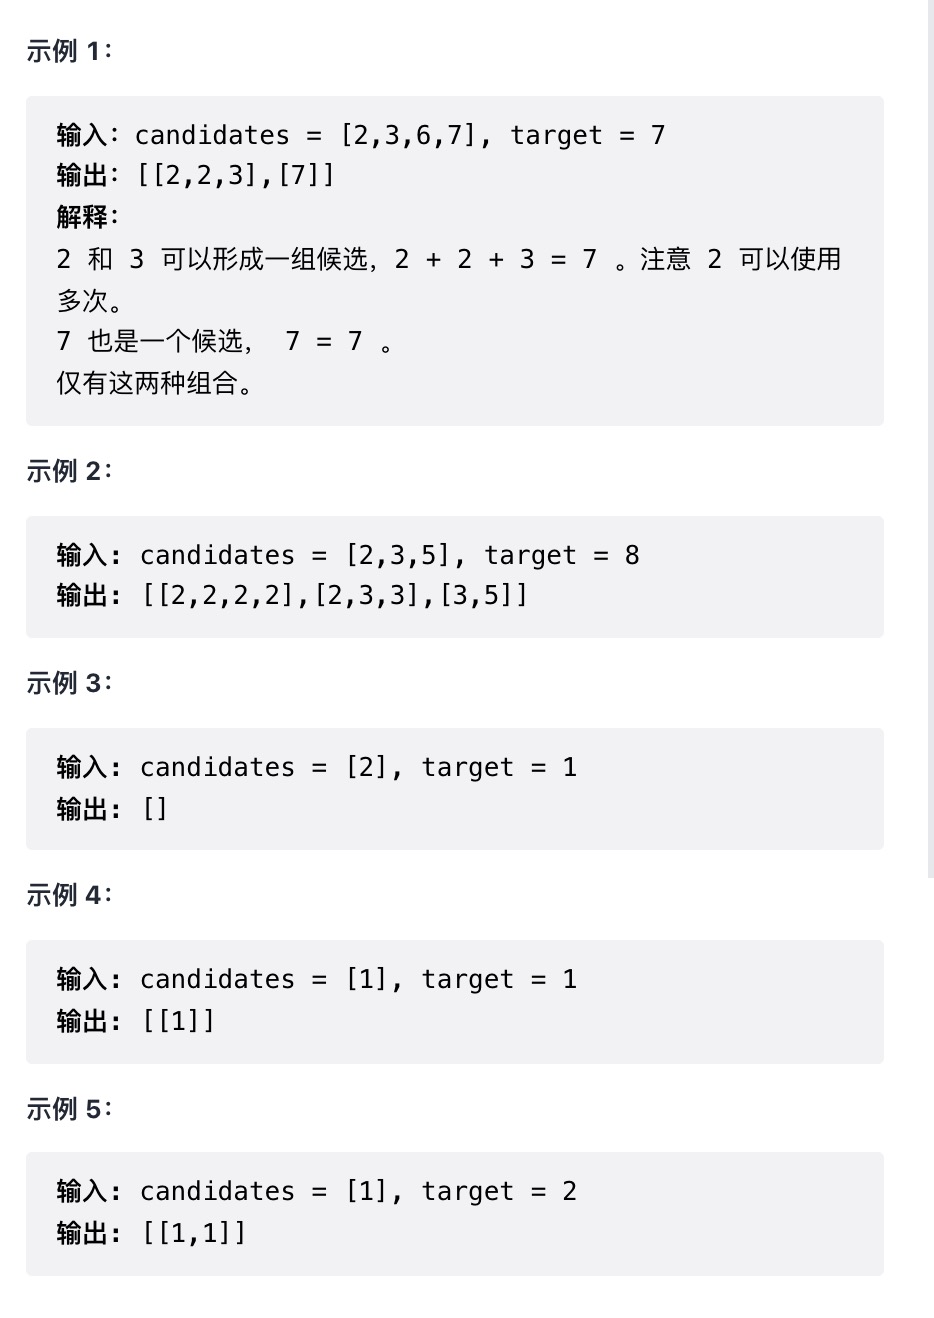 示例 1：
输入：candidates = [2,3,6,7], target = 7
输出：[[2,2,3],[7]]
解释：
2 和 3 可以形成一组候选，2 + 2 + 3 = 7 。注意 2 可以使用
多次。
7 也是一个候选， 7 = 7 。
仅有这两种组合。
示例 2：
输入: candidates = [2,3,5], target = 8
输出: [[2,2,2,2],[2,3,3],[3,5]]
示例 3：
输入: candidates = [2], target = 1
输出: []
示例 4：
输入: candidates = [1], target = 1
输出: [[1]]
示例 5：
输入: candidates = [1], target = 2
输出: [[1,1]]